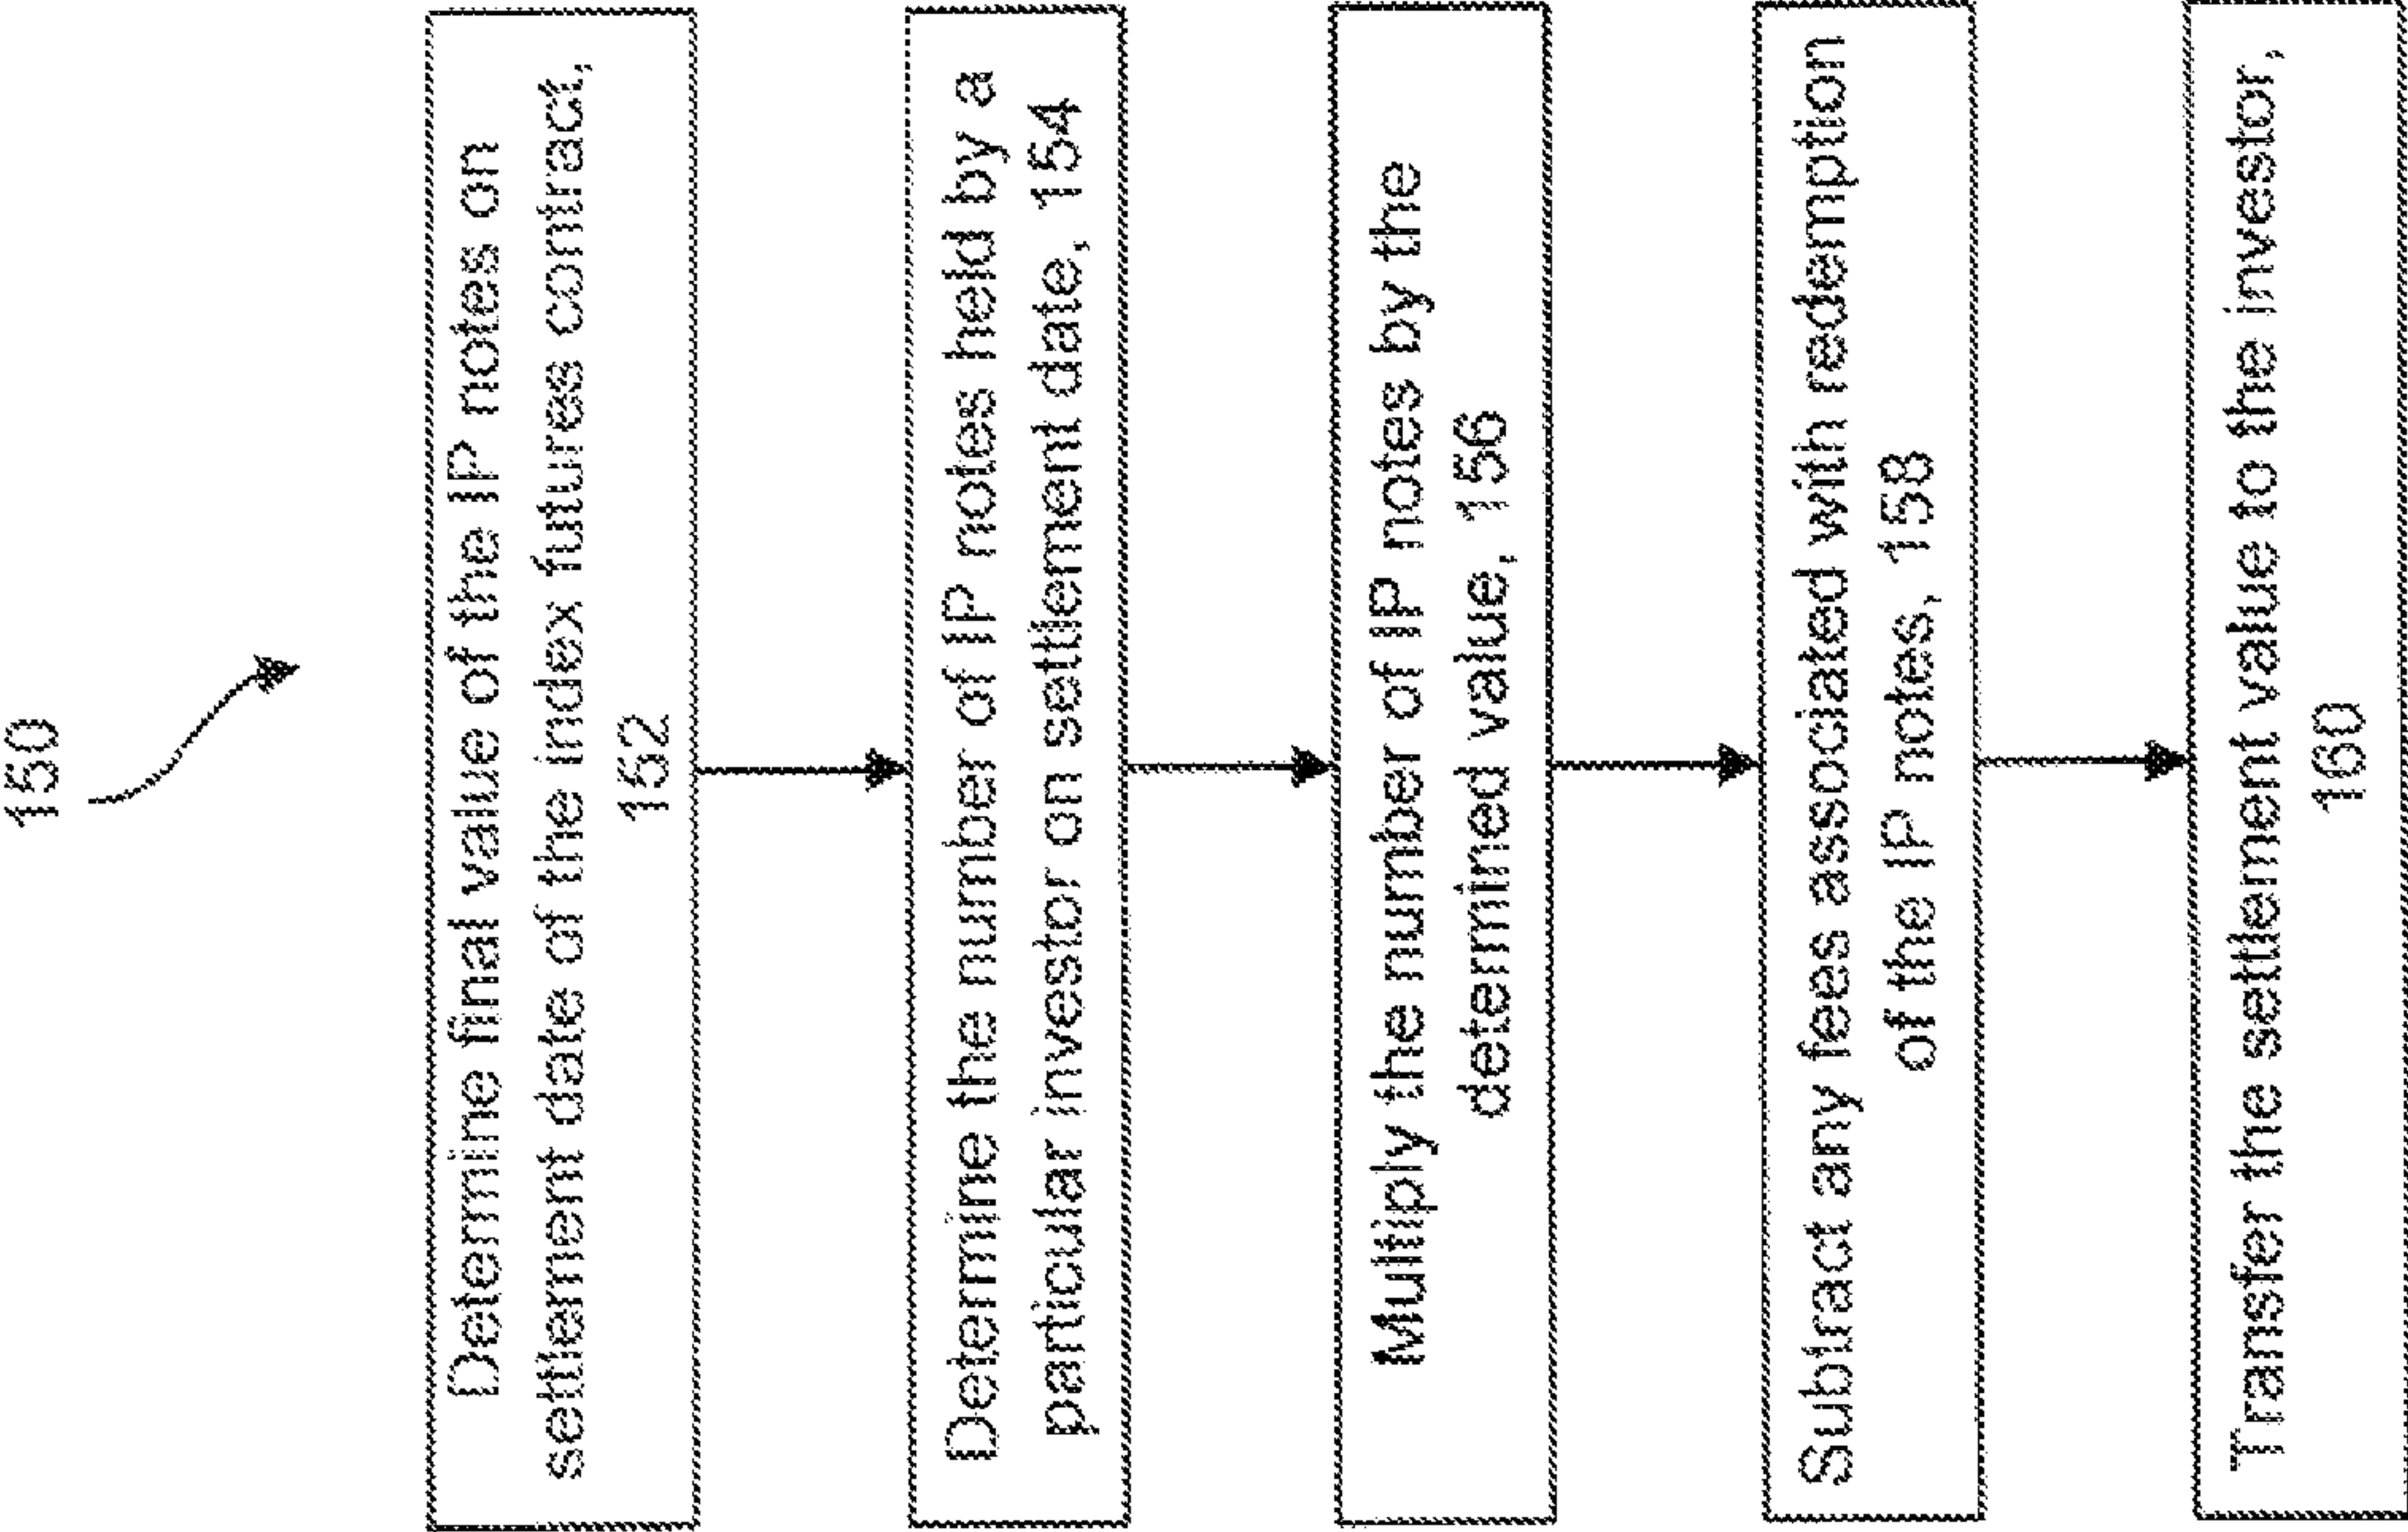 150
Determine final value of the IP notes on
settlement date of the index futures contract,
152
Determine the number of IP notes held by a
particular investor on settlement date, 154
Multiply the number of IP notes by the
determined value, 156
Subtract any fees associated with redemption
of the IP notes, 158
Transfer the settlement value to the investor,
160